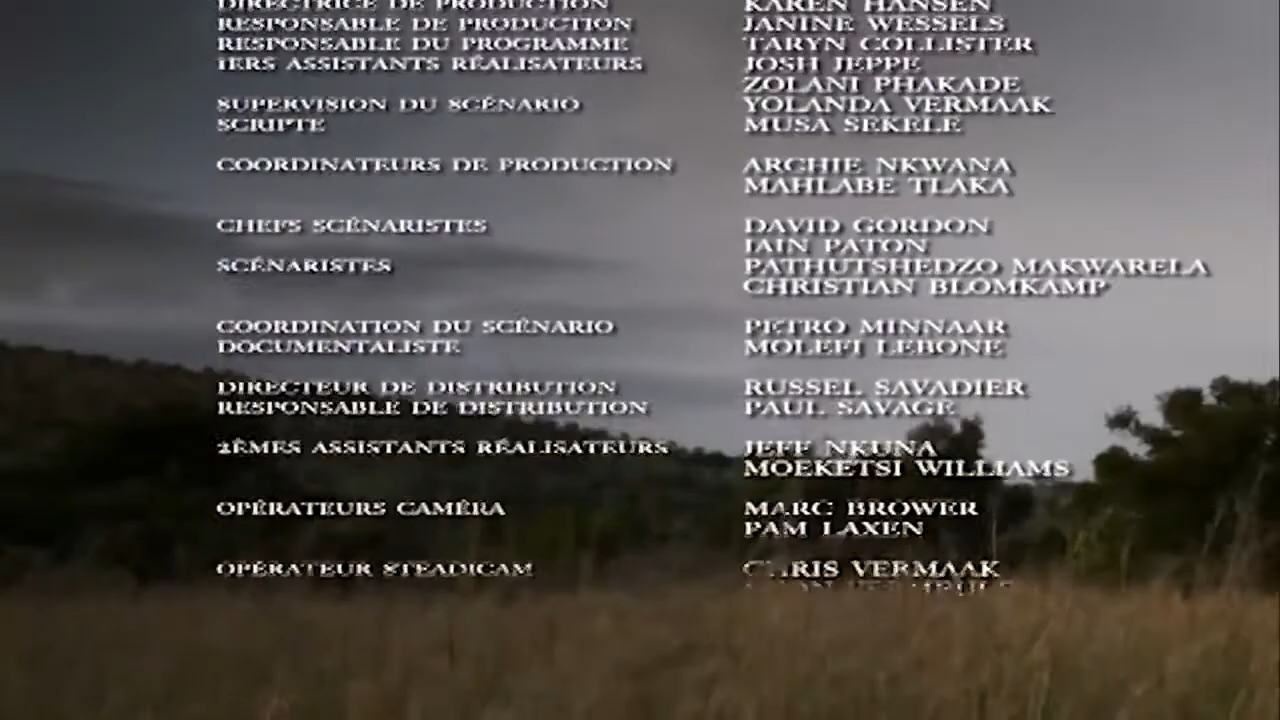 DIRECTRICE DE PRODUCTION KAREN HANSEN
RESPONSABLE DE PRODUCTION JANINE WESSELS
RESPONSABLE DU PROGRAMME TARYN COLLISTER
1ERS ASSISTANTS RÉALISATEURS JOSH JEPPE
ZOLANI PHAKADE
SUPERVISION DU SCÉNARIO YOLANDA VERMAAK
SCRIPTE MUSA SEKELE
COORDINATEURS DE PRODUCTION ARCHIE NKWANA
MAHLABE TLAKA
CHEFS SCÉNARISTES DAVID GORDON
IAIN PATON
SCÉNARISTES PATHUTSHEDZO MAKWARELA
CHRISTIAN BLOMKAMP
COORDINATION DU SCÉNARIO PETRO MINNAAR
DOCUMENTALISTE MOLEFI LEBONE
DIRECTEUR DE DISTRIBUTION RUSSEL SAVADIER
RESPONSABLE DE DISTRIBUTION PAUL SAVAGE
2ÈMES ASSISTANTS RÉALISATEURS JEFF NKUNA
MOEKETSI WILLIAMS
OPÉRATEURS CAMÉRA MARC BROWER
PAM LAXEN
OPÉRATEUR STEADICAM CHRIS VERMAAK